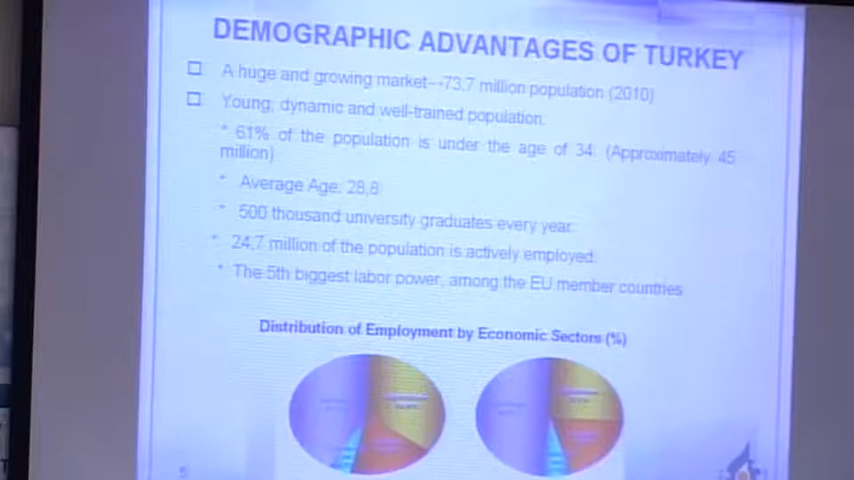 DEMOGRAPHIC ADVANTAGES OF TURKEY
A huge and growing market--73,7 million population (2010)
Young, dynamic and well-trained population.
* 61% of the population is under the age of 34. (Approximately 45
million)
* Average Age: 28,8
* 500 thousand university graduates every year.
* 24,7 million of the population is actively employed.
* The 5th biggest labor power, among the EU member countries
Distribution of Employment by Economic Sectors (%)
5